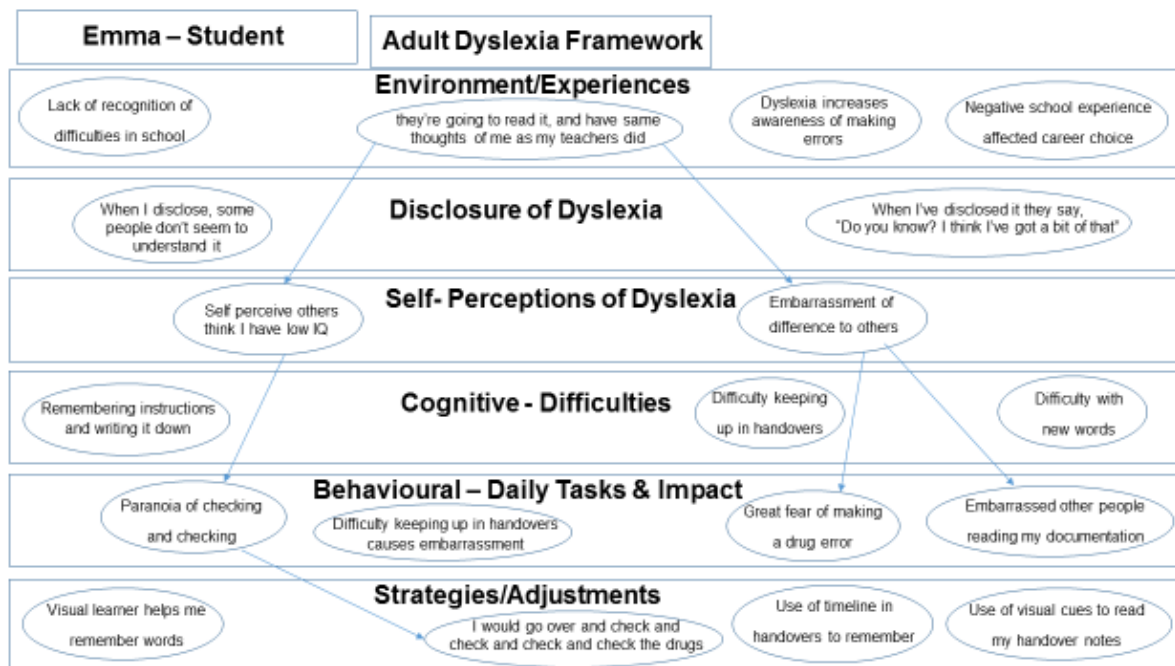 Emma – Student
Adult Dyslexia Framework
Environment/Experiences
Lack of recognition of
difficulties in school
they're going to read it, and have same
thoughts of me as my teachers did
Dyslexia increases
awareness of making
errors
Negative school experience
affected career choice
Disclosure of Dyslexia
When I disclose, some
people don't seem to
understand it
When I've disclosed it they say,
"Do you know? I think I've got a bit of that"
Self- Perceptions of Dyslexia
Self perceive others
think I have low IQ
Embarrassment of
difference to others
Cognitive - Difficulties
Remembering instructions
and writing it down
Difficulty keeping
up in handovers
Difficulty with
new words
Behavioural – Daily Tasks & Impact
Paranoia of checking
and checking
Difficulty keeping up in handovers
causes embarrassment
Great fear of making
a drug error
Embarrassed other people
reading my documentation
Strategies/Adjustments
Visual learner helps me
remember words
I would go over and check and
check and check and check the drugs
Use of timeline in
handovers to remember
Use of visual cues to read
my handover notes